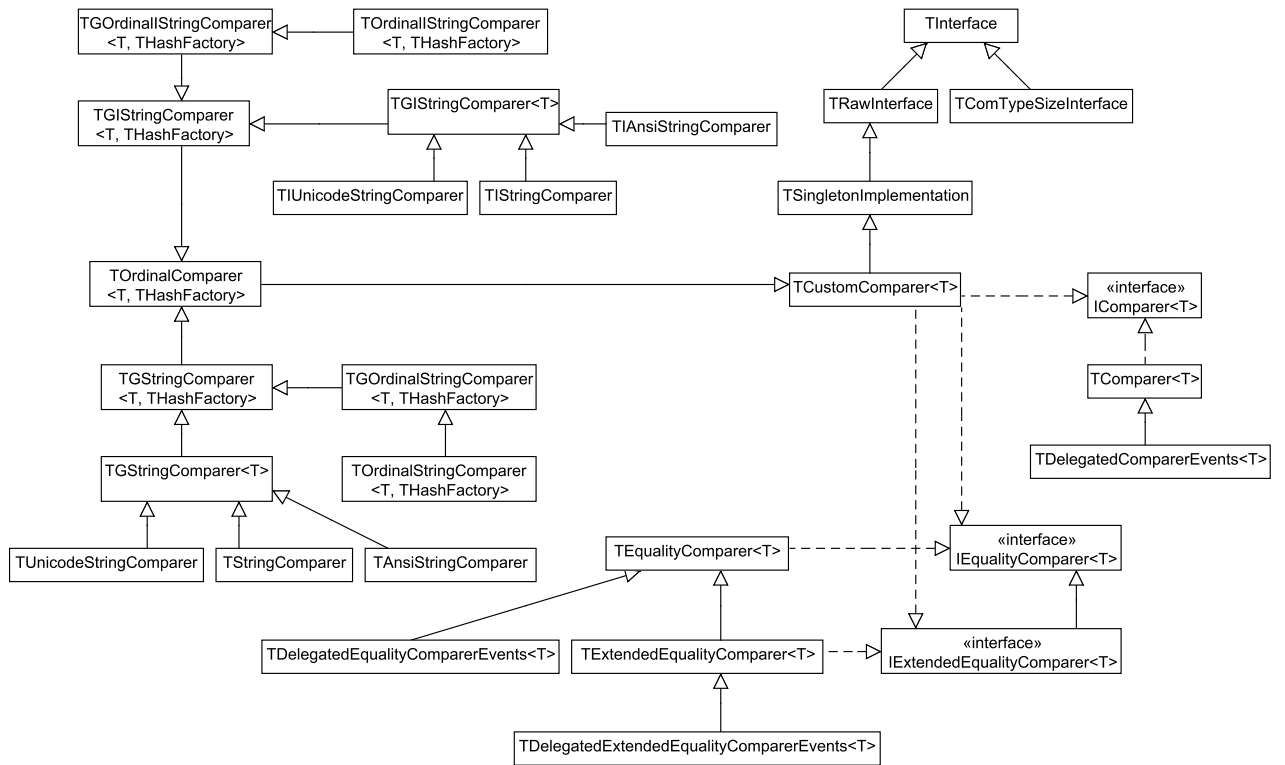 TGOrdinalIStringComparer
<T, THashFactory>
TOrdinalIStringComparer
<T, THashFactory>
TInterface
TGIStringComparer
<T, THashFactory>
TGIStringComparer<T>
TIAnsiStringComparer
TRawInterface
TComTypeSizeInterface
TIUnicodeStringComparer
TIStringComparer
TSingletonImplementation
TOrdinalComparer
<T, THashFactory>
TCustomComparer<T>
«interface»
IComparer<T>
TGStringComparer
<T, THashFactory>
TGOrdinalStringComparer
<T, THashFactory>
TComparer<T>
TGStringComparer<T>
TOrdinalStringComparer
<T, THashFactory>
TDelegatedComparerEvents<T>
TUnicodeStringComparer
TStringComparer
TAnsiStringComparer
TEqualityComparer<T>
«interface»
IEqualityComparer<T>
TDelegatedEqualityComparerEvents<T>
TExtendedEqualityComparer<T>
«interface»
IExtendedEqualityComparer<T>
TDelegatedExtendedEqualityComparerEvents<T>